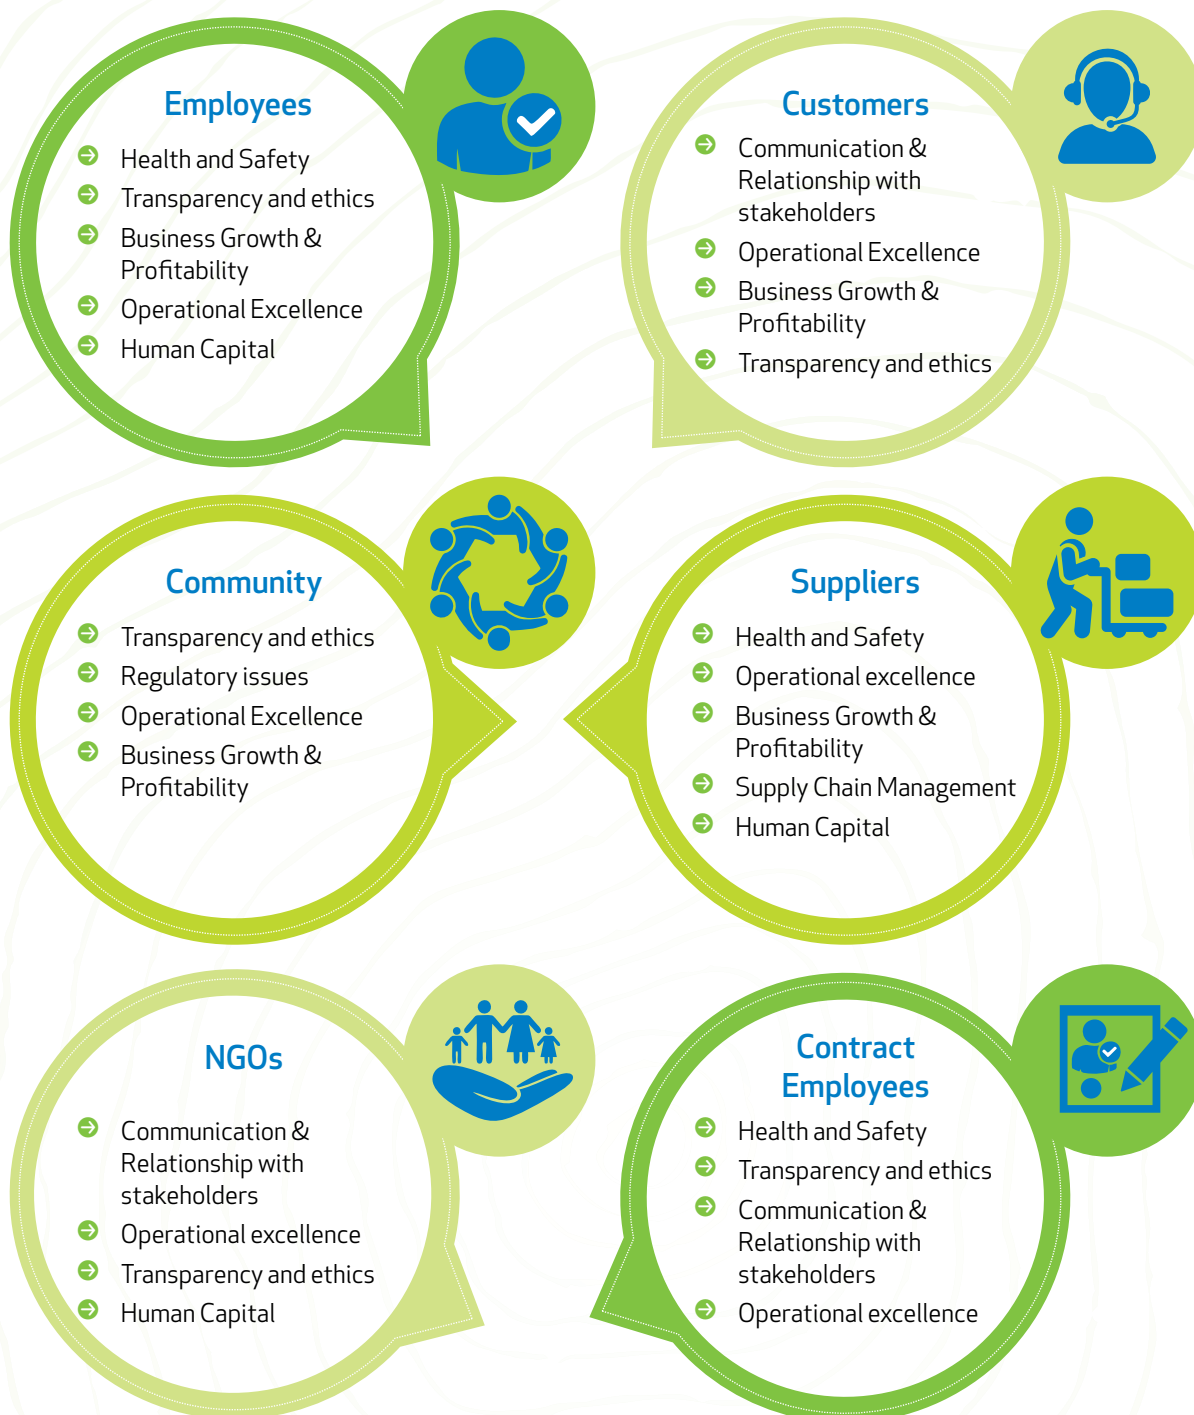 Employees
Health and Safety
Transparency and ethics
Business Growth &
Profitability
Operational Excellence
Human Capital
Customers
Communication &
Relationship with
stakeholders
Operational Excellence
Business Growth &
Profitability
Transparency and ethics
Community
Transparency and ethics
Regulatory issues
Operational Excellence
Business Growth &
Profitability
Suppliers
Health and Safety
Operational excellence
Business Growth &
Profitability
Supply Chain Management
Human Capital
NGOs
Communication &
Relationship with
stakeholders
Operational excellence
Transparency and ethics
Human Capital
Contract
Employees
Health and Safety
Transparency and ethics
Communication &
Relationship with
stakeholders
Operational excellence